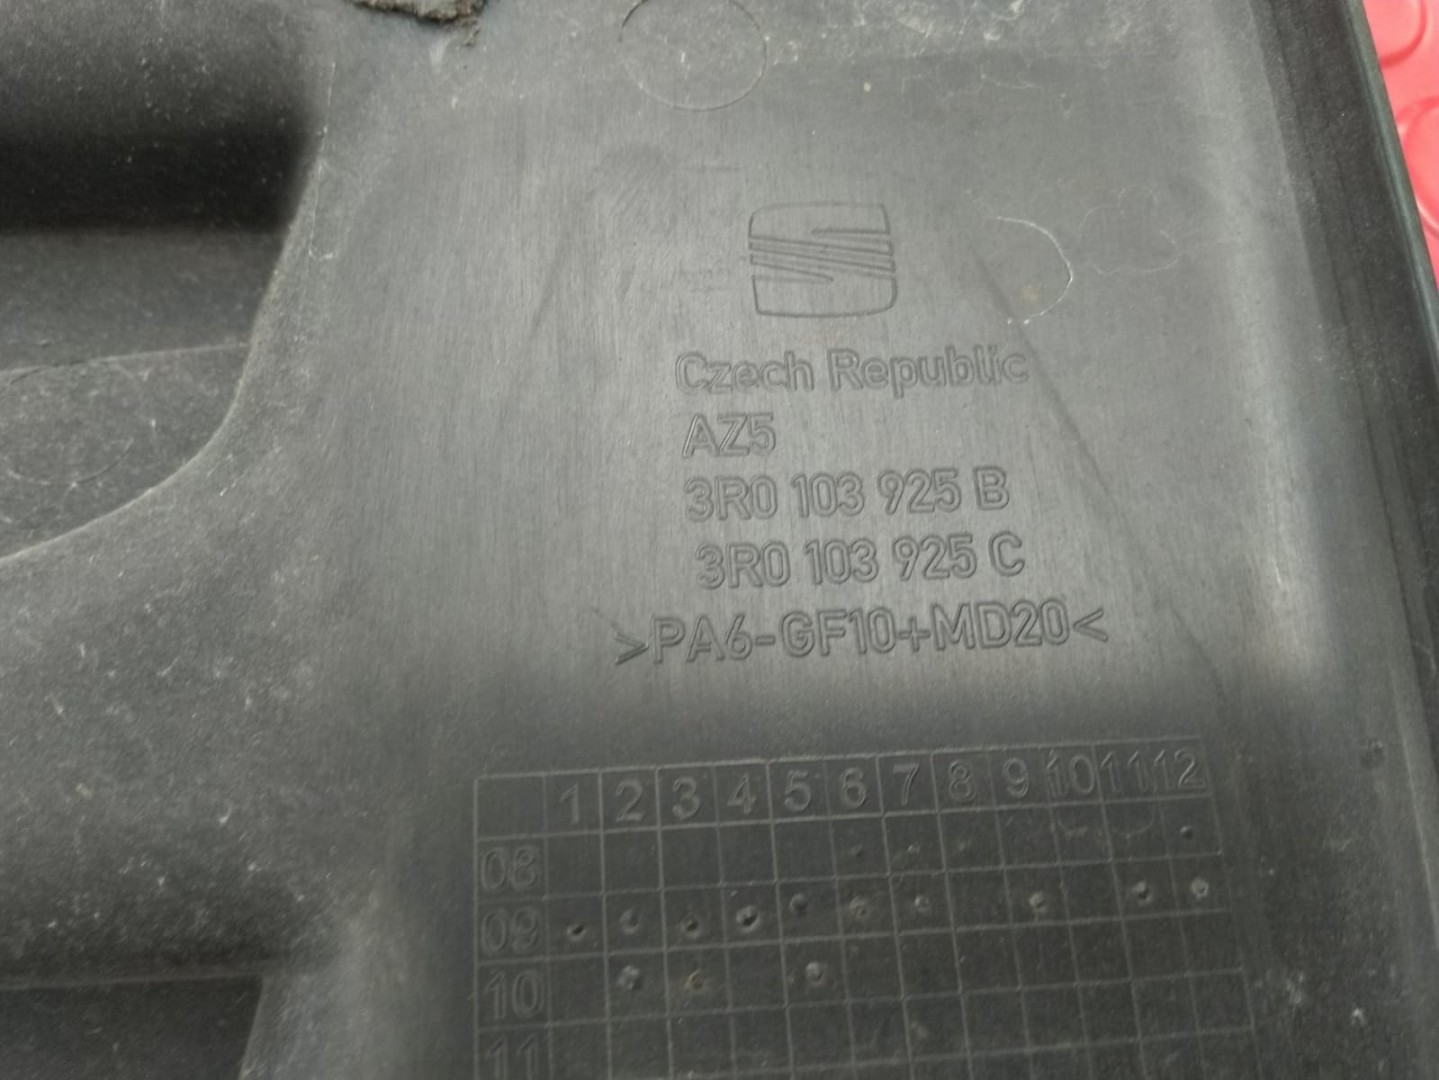 Czech Republic
AZ5
3R0 103 925 B
3R0 103 925 C
>PA6-GF10+MD20<
1 2 3 4 5 6 7 8 9 10 11 12
08
09
10
11